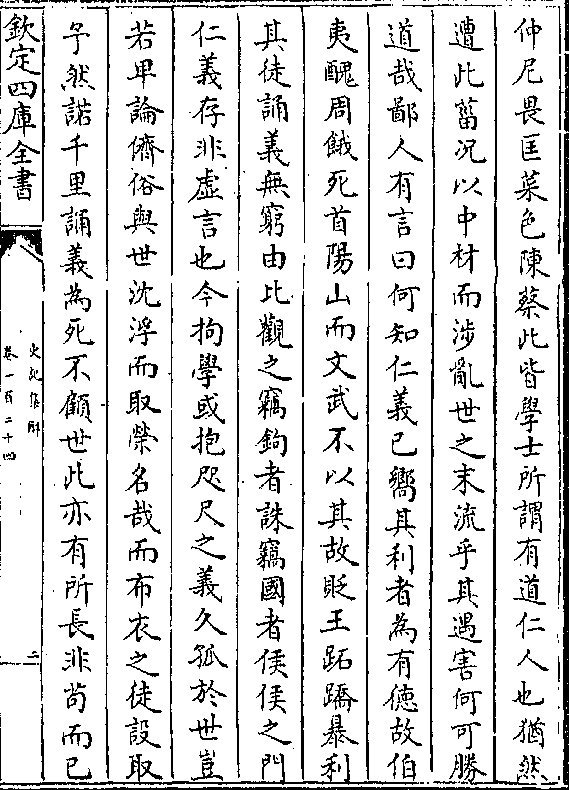 仲尼畏匡菜色陳蔡此皆學士所謂有道仁人也猶然
遭此菑况以中材而涉亂世之末流乎其遇害何可勝
道哉鄙人有言曰何知仁義已嚮其利者為有德故伯
夷醜周餓死首陽山而文武不以其故貶王跖蹻暴利
其徒誦義無窮由比觀之竊鉤者誅竊國者侯侯之門
仁義存非虛言也今拘學或抱咫尺之義久孤於世豈
若卑論儕俗與世沈浮而取榮名哉而布衣之徒設取
予然諾千里誦義為死不顧世此亦有所長非苟而已
欽定四庫全書
史記集解
卷一百二十四
二